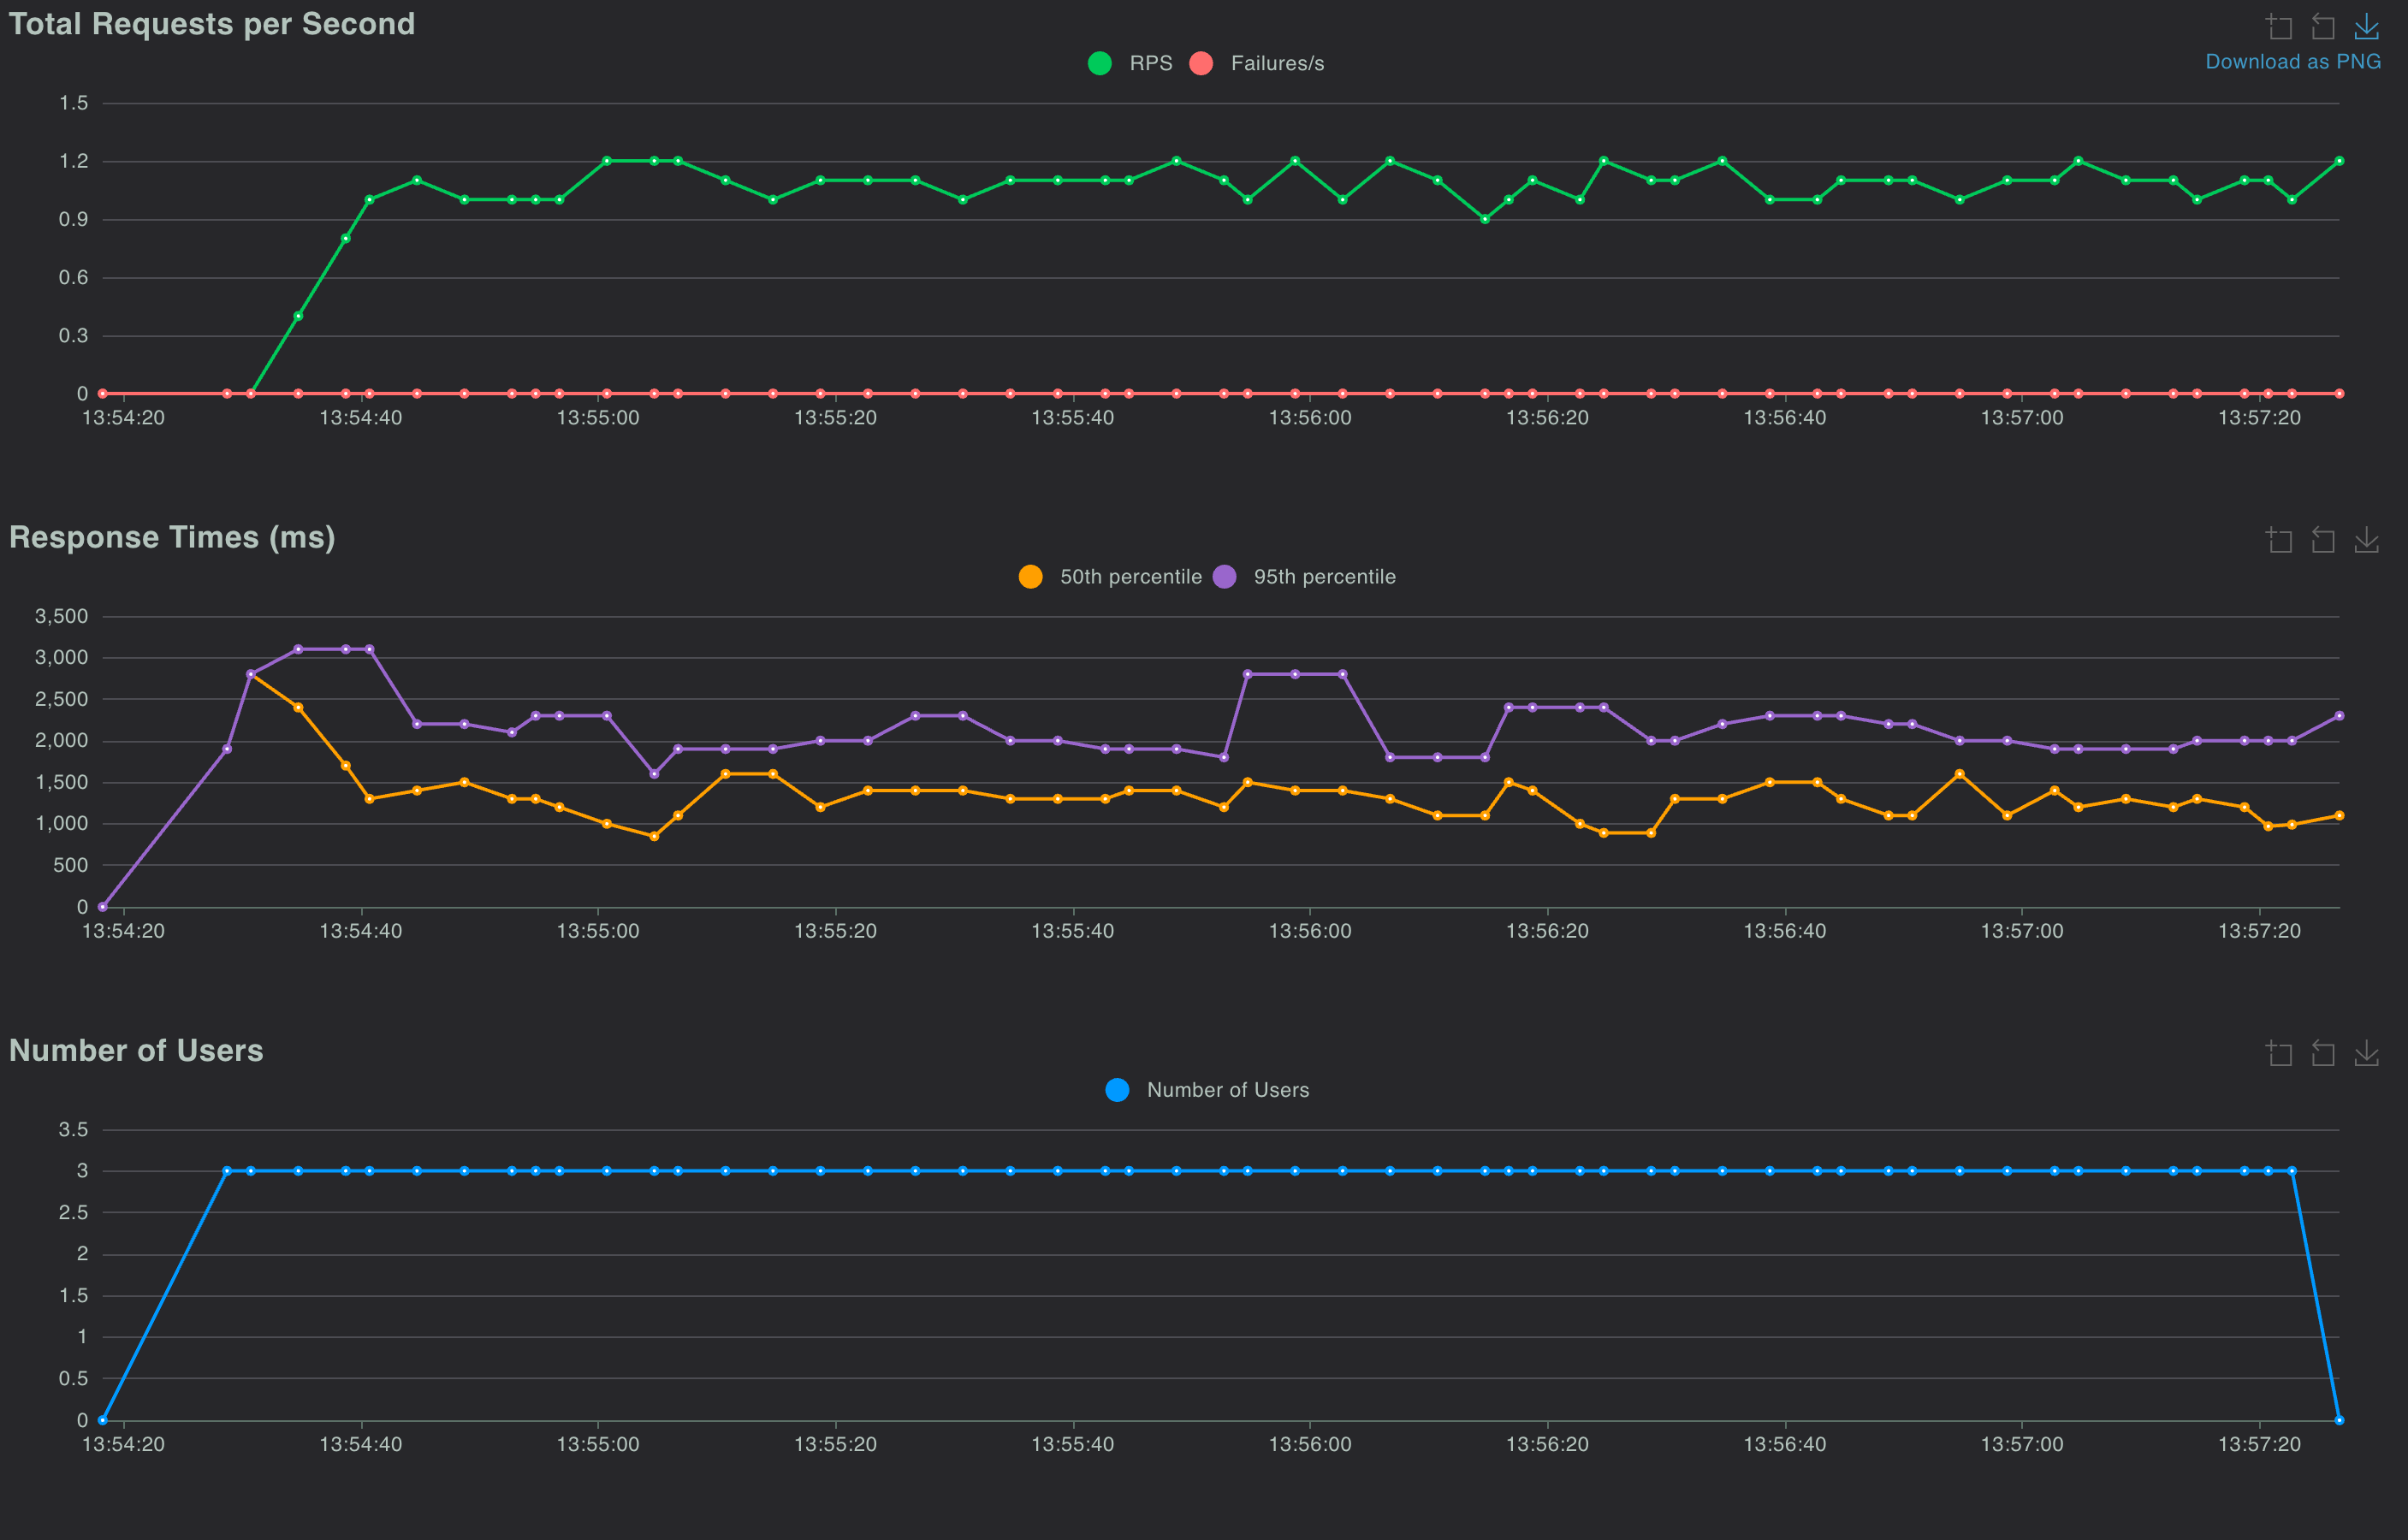 Total Requests per Second
Download as PNG
RPS Failures/s
1.5
1.2
0.9
0.6
0.3
0
13:54:20 13:54:40 13:55:00 13:55:20 13:55:40 13:56:00 13:56:20 13:56:40 13:57:00 13:57:20
Response Times (ms)
50th percentile 95th percentile
3,500
3,000
2,500
2,000
1,500
1,000
500
0
13:54:20 13:54:40 13:55:00 13:55:20 13:55:40 13:56:00 13:56:20 13:56:40 13:57:00 13:57:20
Number of Users
Number of Users
3.5
3
2.5
2
1.5
1
0.5
0
13:54:20 13:54:40 13:55:00 13:55:20 13:55:40 13:56:00 13:56:20 13:56:40 13:57:00 13:57:20